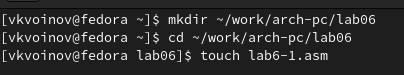 [vkvoinov@fedora ~]$ mkdir ~/work/arch-pc/lab06
[vkvoinov@fedora ~]$ cd ~/work/arch-pc/lab06
[vkvoinov@fedora lab06]$ touch lab6-1.asm